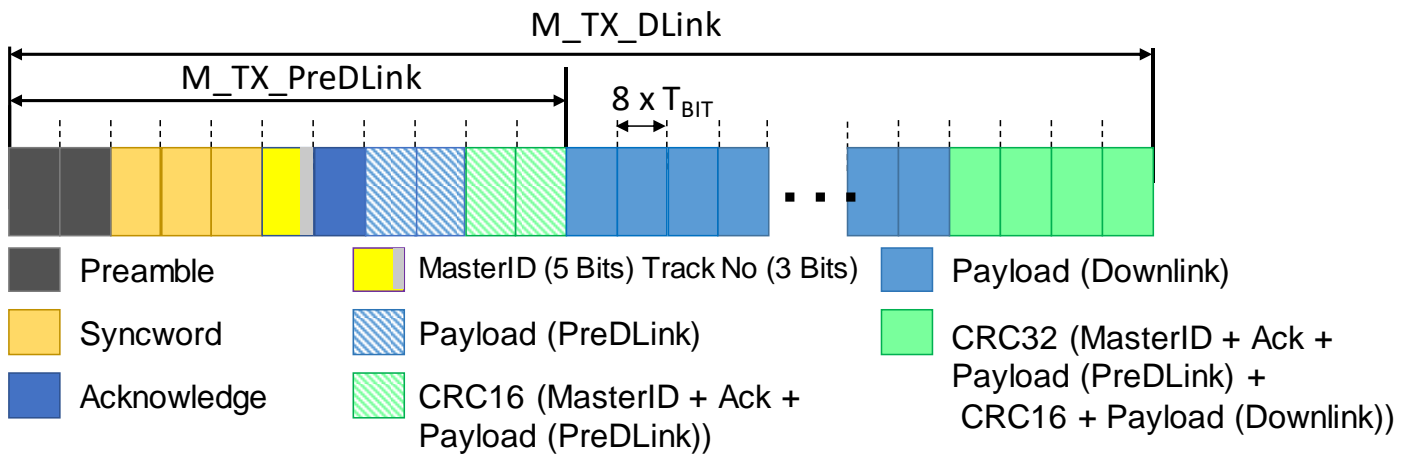 M_TX_DLink
M_TX_PreDLink
8 x TBIT
. . .
Preamble
MasterID (5 Bits) Track No (3 Bits)
Payload (Downlink)
Syncword
Payload (PreDLink)
CRC32 (MasterID + Ack +
Payload (PreDLink) +
CRC16 + Payload (Downlink))
Acknowledge
CRC16 (MasterID + Ack +
Payload (PreDLink))